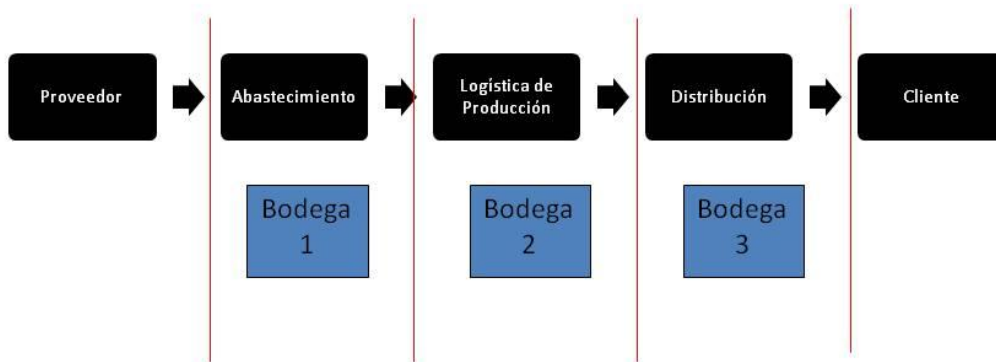 Proveedor
Abastecimiento
Logística de
Producción
Distribución
Cliente
Bodega
1
Bodega
2
Bodega
3